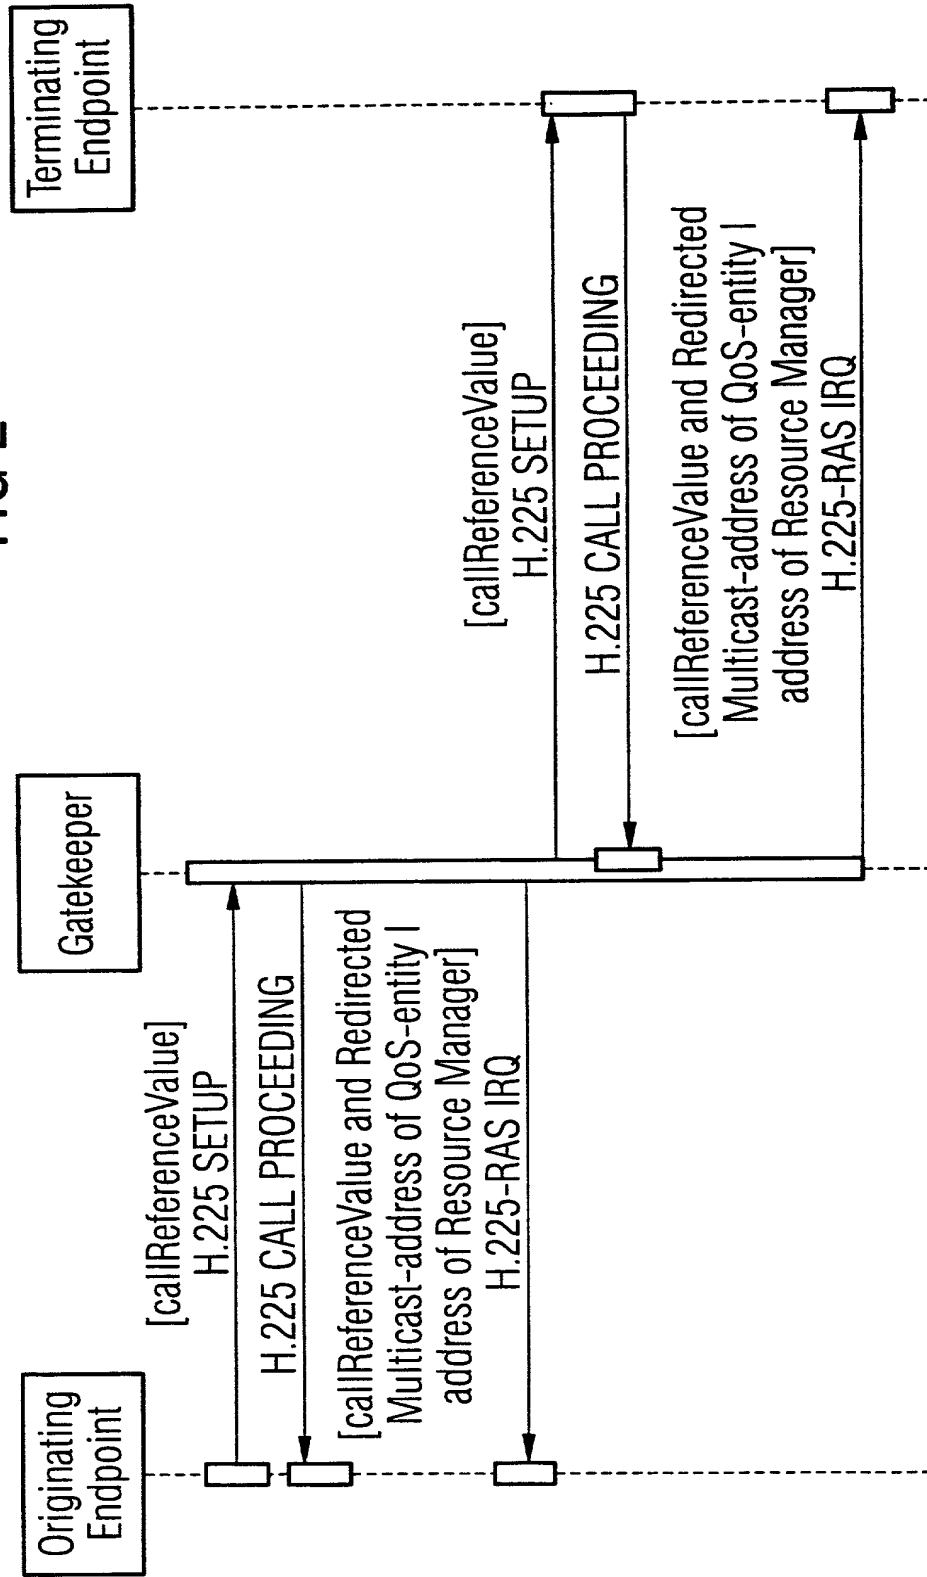 Originating
Endpoint
Gatekeeper
Terminating
Endpoint
[callReferenceValue]
H.225 SETUP
H.225 CALL PROCEEDING
[callReferenceValue and Redirected
Multicast-address of QoS-entity |
address of Resource Manager]
H.225-RAS IRQ
[callReferenceValue]
H.225 SETUP
H.225 CALL PROCEEDING
[callReferenceValue and Redirected
Multicast-address of QoS-entity |
address of Resource Manager]
H.225-RAS IRQ